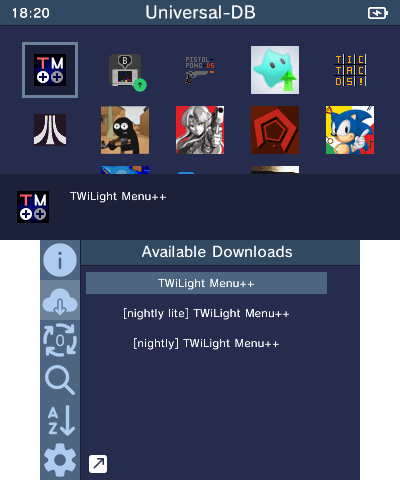 18:20
Universal-DB
TM
B
PISTOL-
PONG DS
TIC
TAC
DS!
TM
TWiLight Menu++
Available Downloads
i
TWiLight Menu++
[nightly lite] TWiLight Menu++
0
[nightly] TWiLight Menu++
A
Z